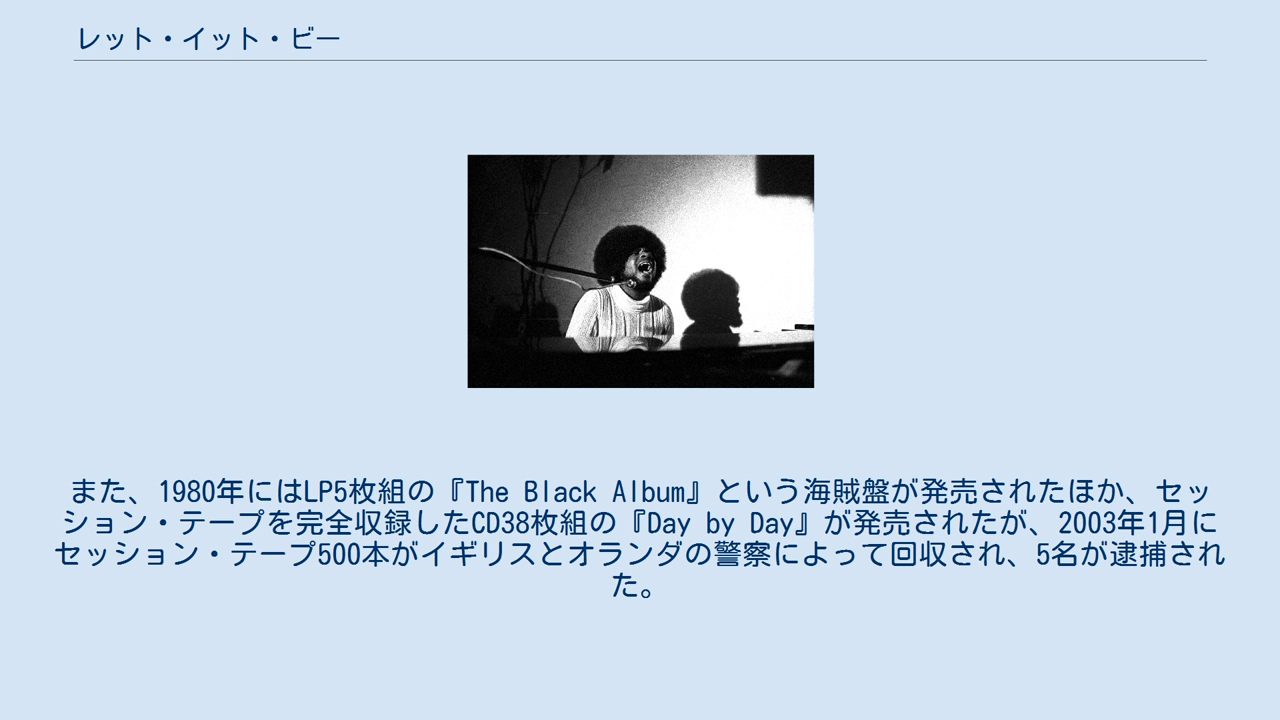 レット・イット・ビー
また、1980年にはLP5枚組の『The Black Album』という海賊盤が発売されたほか、セッ
ション・テープを完全収録したCD38枚組の『Day by Day』が発売されたが、2003年1月に
セッション・テープ500本がイギリスとオランダの警察によって回収され、5名が逮捕され
た。